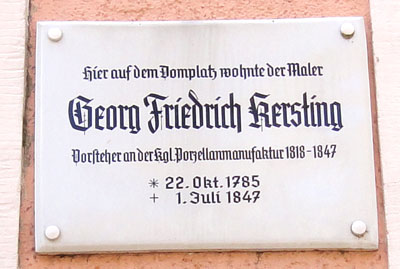 Hier auf dem Domplatz wohnte der Maler
Georg Friedrich Kersting
Vorsteher an der Kgl. Porzellanmanufaktur 1818-1847
* 22. Okt. 1785
+ 1. Juli 1847